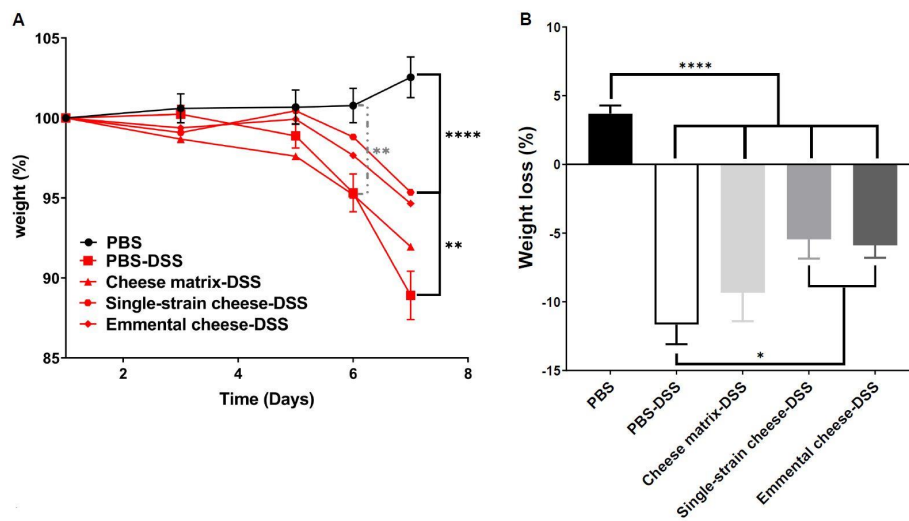 A
105
100
95
90
85
weight (%)
**
****
**
PBS
PBS-DSS
Cheese matrix-DSS
Single-strain cheese-DSS
Emmental cheese-DSS
2
4
6
8
Time (Days)
B
10
5
0
-5
-10
-15
Weight loss (%)
****
*
PBS
PBS-DSS
Cheese matrix-DSS
Single-strain cheese-DSS
Emmental cheese-DSS